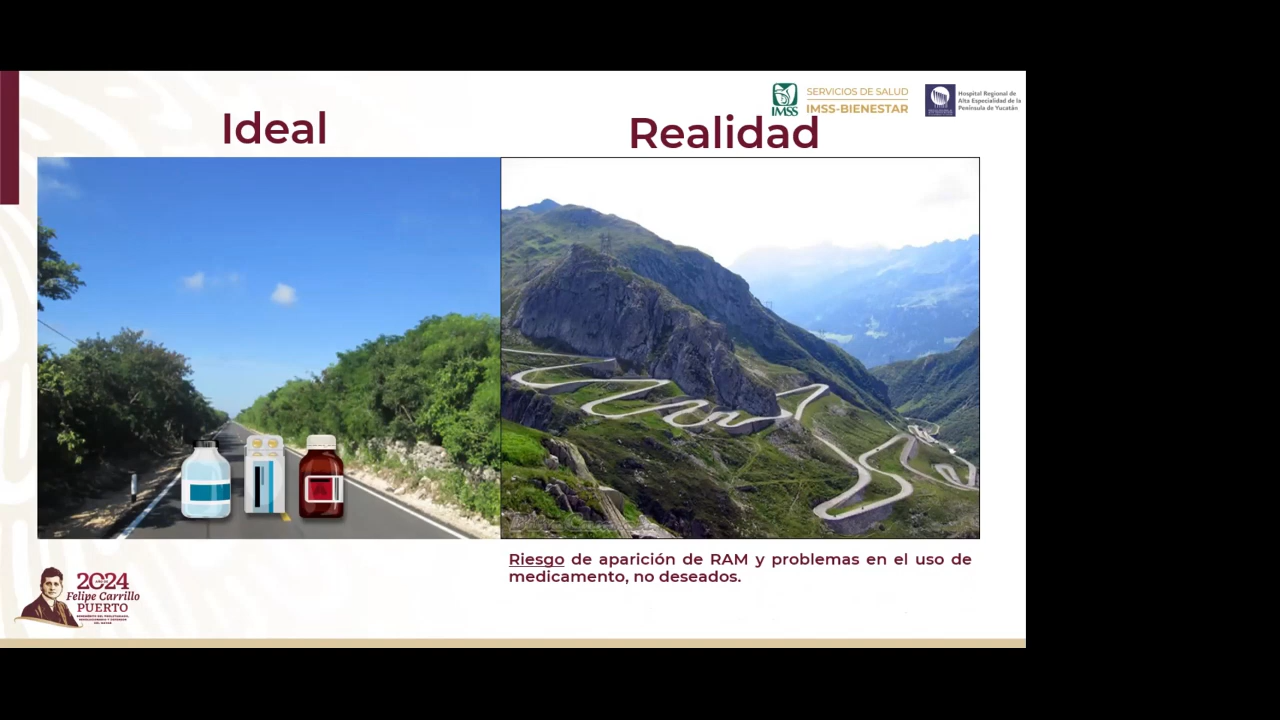 Ideal
Realidad
IMSS
SERVICIOS DE SALUD
IMSS-BIENESTAR
Hospital Regional de
Alta Especialidad de la
Península de Yucatán
Riesgo de aparición de RAM y problemas en el uso de
medicamento, no deseados.
2024
Felipe Carrillo
PUERTO